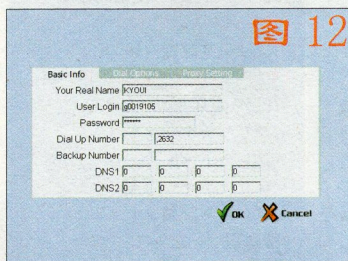 图 12
Basic Info Dial Options Proxy Setting
Your Real Name KYOUI
User Login g0019105
Password ******
Dial Up Number ,2632
Backup Number
DNS1 0 . 0 . 0 . 0
DNS2 0 . 0 . 0 . 0
OK Cancel